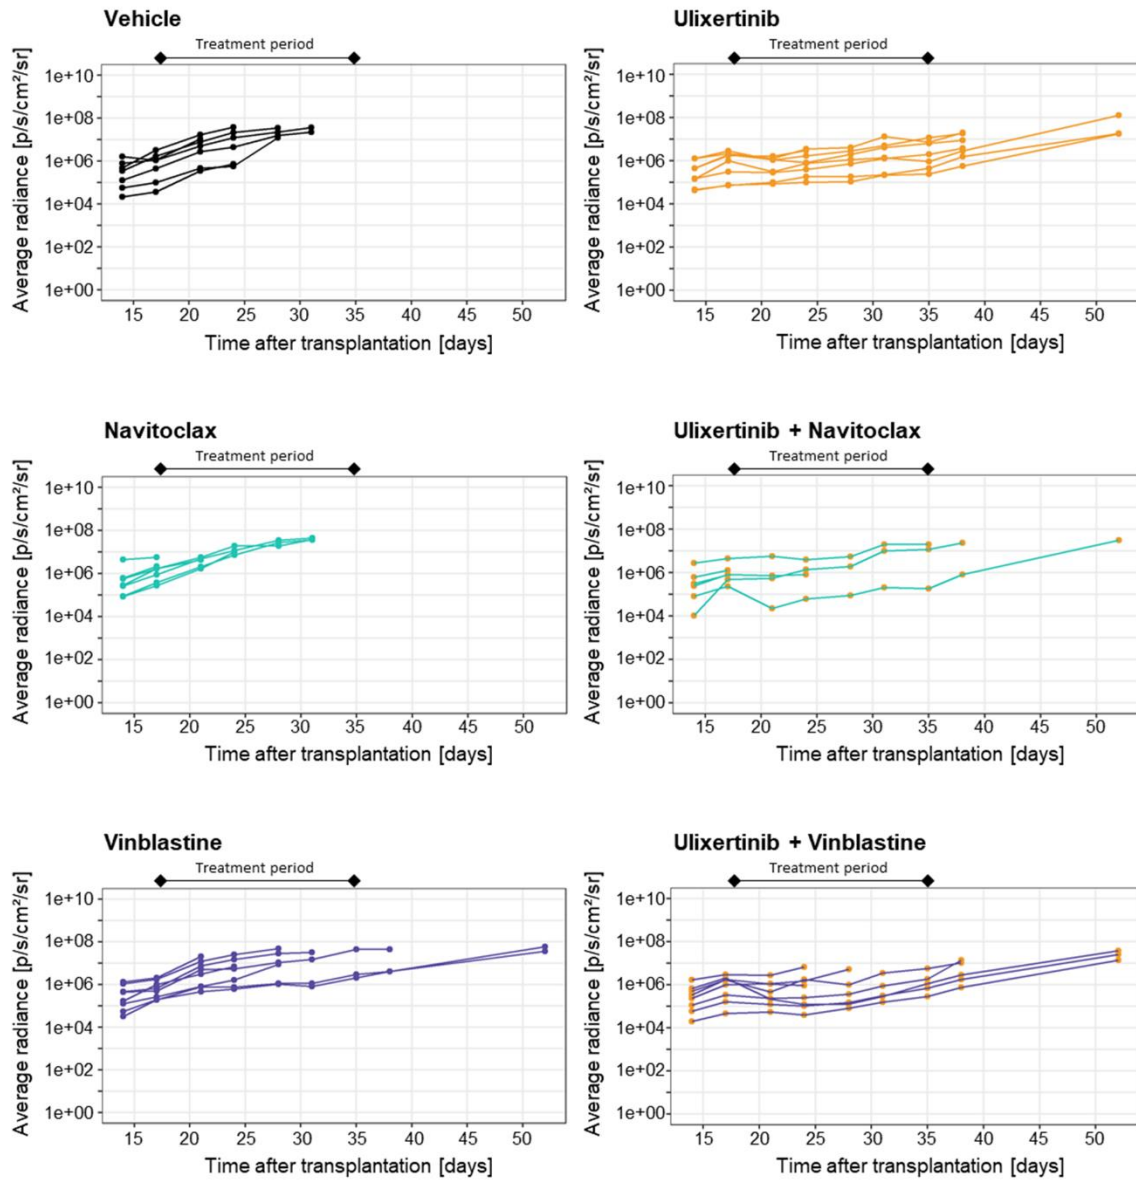 Vehicle
Treatment period
Average radiance [p/s/cm²/sr]
1e+10
1e+08
1e+06
1e+04
1e+02
1e+00
15 20 25 30 35 40 45 50
Time after transplantation [days]
Ulixertinib
Treatment period
Average radiance [p/s/cm²/sr]
1e+10
1e+08
1e+06
1e+04
1e+02
1e+00
15 20 25 30 35 40 45 50
Time after transplantation [days]
Navitoclax
Treatment period
Average radiance [p/s/cm²/sr]
1e+10
1e+08
1e+06
1e+04
1e+02
1e+00
15 20 25 30 35 40 45 50
Time after transplantation [days]
Ulixertinib + Navitoclax
Treatment period
Average radiance [p/s/cm²/sr]
1e+10
1e+08
1e+06
1e+04
1e+02
1e+00
15 20 25 30 35 40 45 50
Time after transplantation [days]
Vinblastine
Treatment period
Average radiance [p/s/cm²/sr]
1e+10
1e+08
1e+06
1e+04
1e+02
1e+00
15 20 25 30 35 40 45 50
Time after transplantation [days]
Ulixertinib + Vinblastine
Treatment period
Average radiance [p/s/cm²/sr]
1e+10
1e+08
1e+06
1e+04
1e+02
1e+00
15 20 25 30 35 40 45 50
Time after transplantation [days]